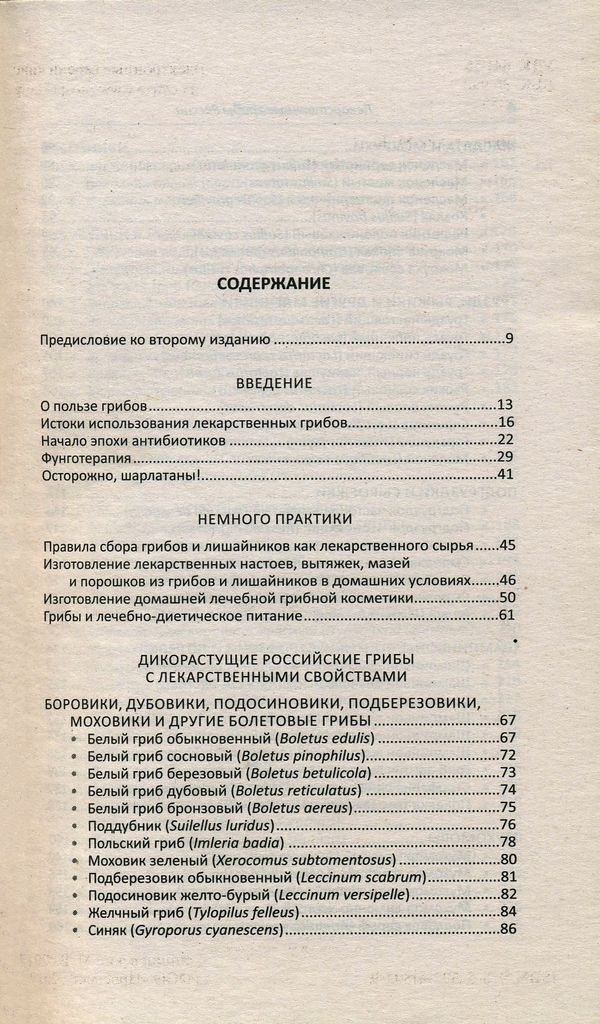 СОДЕРЖАНИЕ
Предисловие ко второму изданию ........................................................9
ВВЕДЕНИЕ
О пользе грибов....................................................................................13
Истоки использования лекарственных грибов....................................16
Начало эпохи антибиотиков ................................................................22
Фунготерапия........................................................................................29
Осторожно, шарлатаны!.......................................................................41
НЕМНОГО ПРАКТИКИ
Правила сбора грибов и лишайников как лекарственного сырья......45
Изготовление лекарственных настоев, вытяжек, мазей
и порошков из грибов и лишайников в домашних условиях.......46
Изготовление домашней лечебной грибной косметики....................50
Грибы и лечебно-диетическое питание...............................................61
ДИКОРАСТУЩИЕ РОССИЙСКИЕ ГРИБЫ
С ЛЕКАРСТВЕННЫМИ СВОЙСТВАМИ
БОРОВИКИ, ДУБОВИКИ, ПОДОСИНОВИКИ, ПОДБЕРЕЗОВИКИ,
МОХОВИКИ И ДРУГИЕ БОЛЕТОВЫЕ ГРИБЫ..............................67
• Белый гриб обыкновенный (Boletus edulis) ..............................67
• Белый гриб сосновый (Boletus pinophilus)................................72
• Белый гриб березовый (Boletus betulicola)...............................73
• Белый гриб дубовый (Boletus reticulatus) .................................74
• Белый гриб бронзовый (Boletus aereus)...................................75
• Поддубник (Suilellus luridus)......................................................76
• Польский гриб (Imleria badia) ...................................................78
• Моховик зеленый (Xerocomus subtomentosus).........................80
• Подберезовик обыкновенный (Leccinum scabrum)..................81
• Подосиновик желто-бурый (Leccinum versipelle)......................82
• Желчный гриб (Tylopilus felleus)................................................84
• Синяк (Gyroporus cyanescens)....................................................86